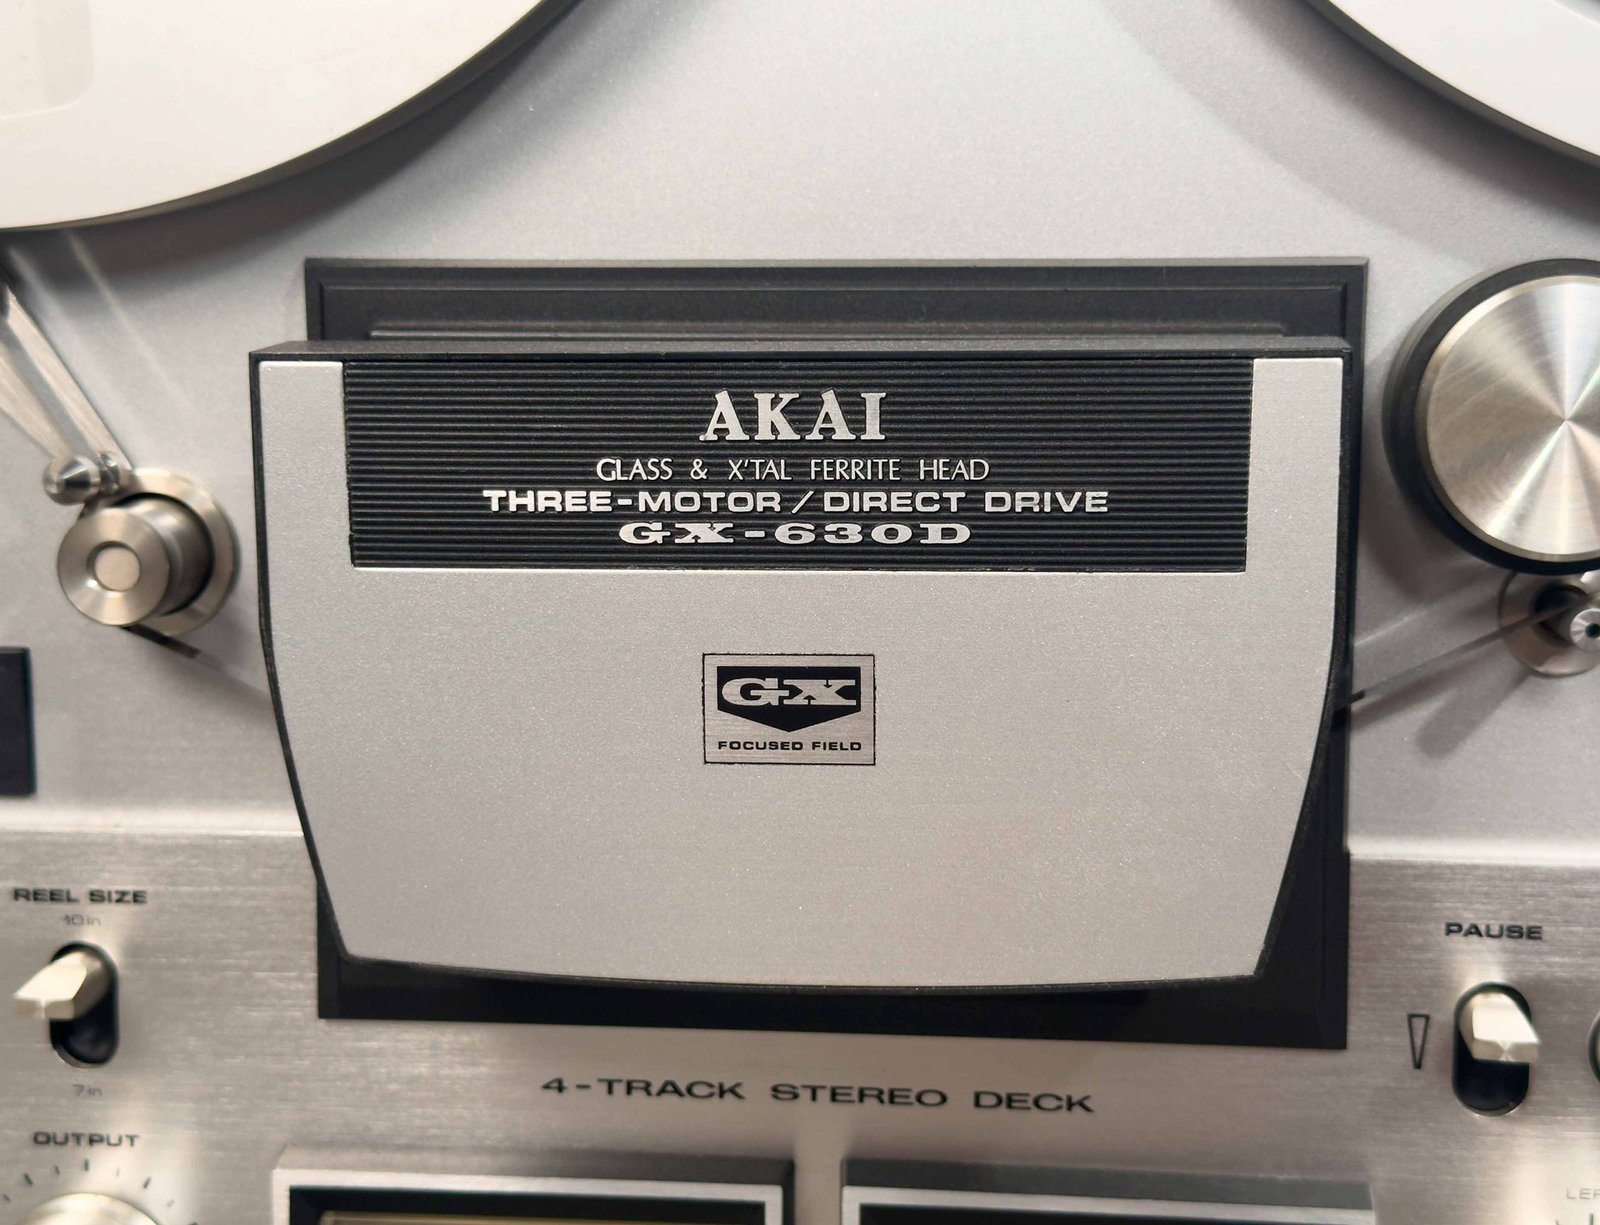 AKAI
GLASS & X'TAL FERRITE HEAD
THREE-MOTOR / DIRECT DRIVE
GX-630D
GX
FOCUSED FIELD
REEL SIZE
10in
7in
PAUSE
4-TRACK STEREO DECK
OUTPUT